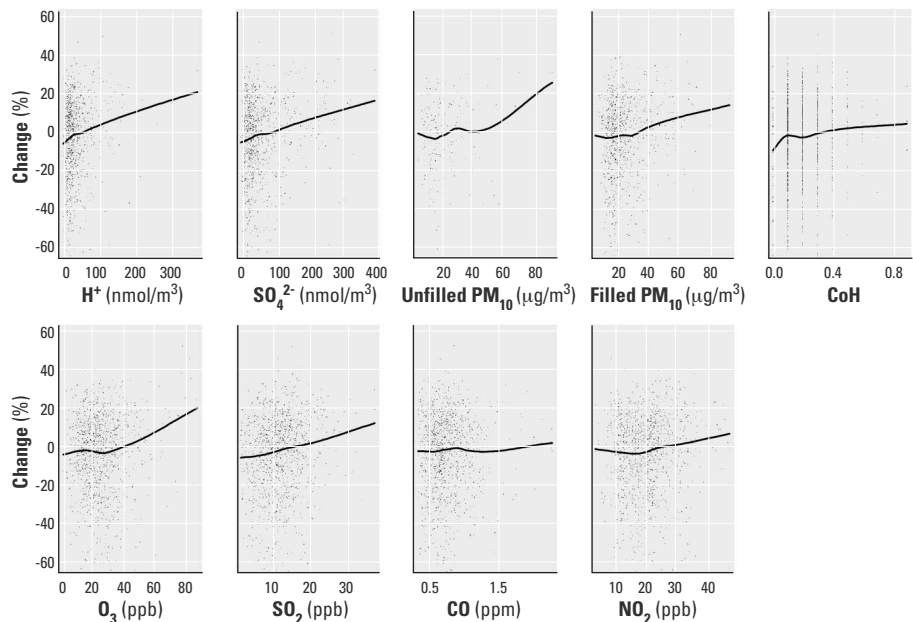 60
40
20
0
-20
-40
-60
Change (%)
0 100 200 300
H⁺ (nmol/m³)
0 100 200 300 400
SO₄²⁻ (nmol/m³)
20 40 60 80
Unfilled PM₁₀ (μg/m³)
20 40 60 80
Filled PM₁₀ (μg/m³)
0.0 0.4 0.8
CoH
60
40
20
0
-20
-40
-60
Change (%)
0 20 40 60 80
O₃ (ppb)
10 20 30
SO₂ (ppb)
0.5 1.5
CO (ppm)
10 20 30 40
NO₂ (ppb)